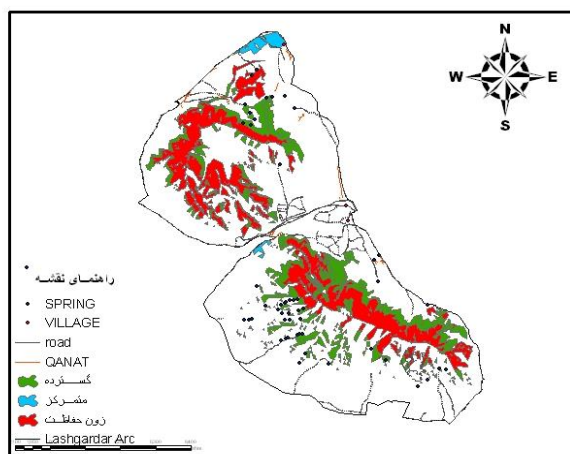 N
W E
S
راهنمای نقشه
SPRING
VILLAGE
road
QANAT
گسترده
متمرکز
زون حفاظت
Lashgardar Arc